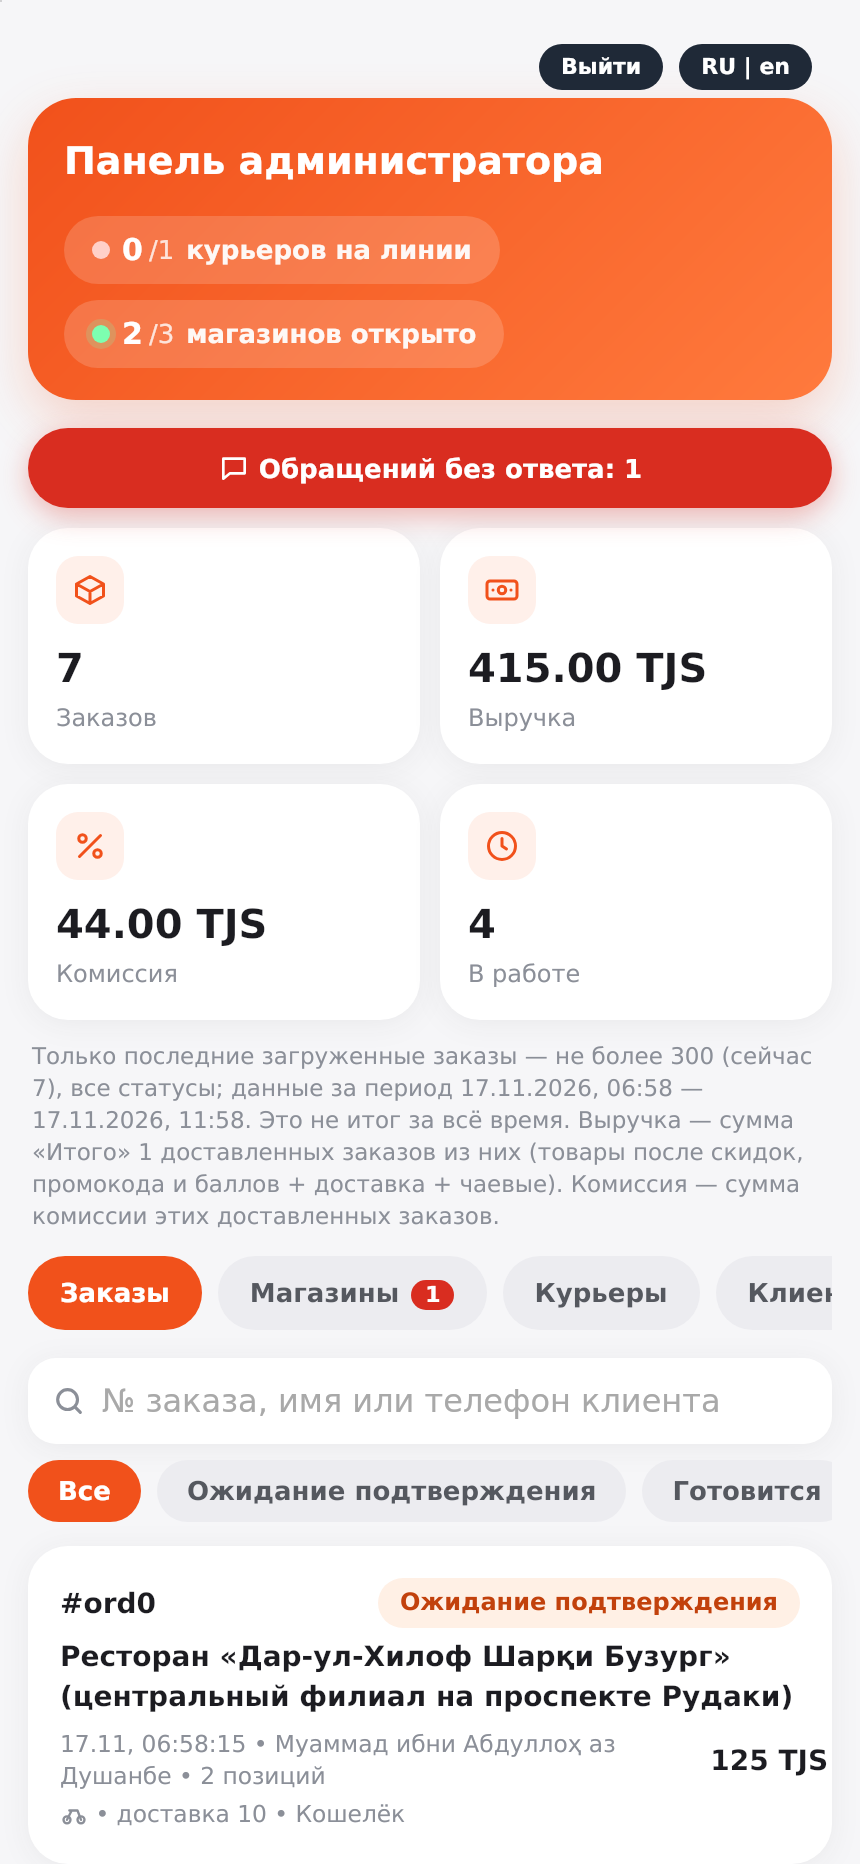 Выйти
RU | en
Панель администратора
0 /1 курьеров на линии
2 /3 магазинов открыто
Обращений без ответа: 1
7
Заказов
415.00 TJS
Выручка
44.00 TJS
Комиссия
4
В работе
Только последние загруженные заказы — не более 300 (сейчас
7), все статусы; данные за период 17.11.2026, 06:58 —
17.11.2026, 11:58. Это не итог за всё время. Выручка — сумма
«Итого» 1 доставленных заказов из них (товары после скидок,
промокода и баллов + доставка + чаевые). Комиссия — сумма
комиссии этих доставленных заказов.
Заказы
Магазины 1
Курьеры
Клиен
№ заказа, имя или телефон клиента
Все
Ожидание подтверждения
Готовится
#ord0
Ожидание подтверждения
Ресторан «Дар-ул-Хилоф Шарқи Бузург»
(центральный филиал на проспекте Рудаки)
17.11, 06:58:15 • Муаммад ибни Абдуллоҳ аз
Душанбе • 2 позиций
125 TJS
• доставка 10 • Кошелёк